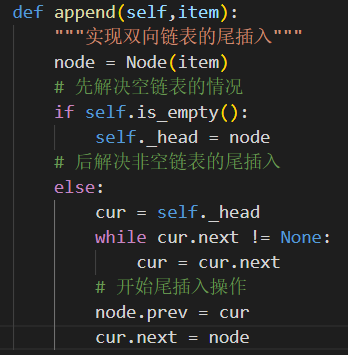 def append(self,item):
    """实现双向链表的尾插入"""
    node = Node(item)
    # 先解决空链表的情况
    if self.is_empty():
        self._head = node
    # 后解决非空链表的尾插入
    else:
        cur = self._head
        while cur.next != None:
            cur = cur.next
        # 开始尾插入操作
        node.prev = cur
        cur.next = node